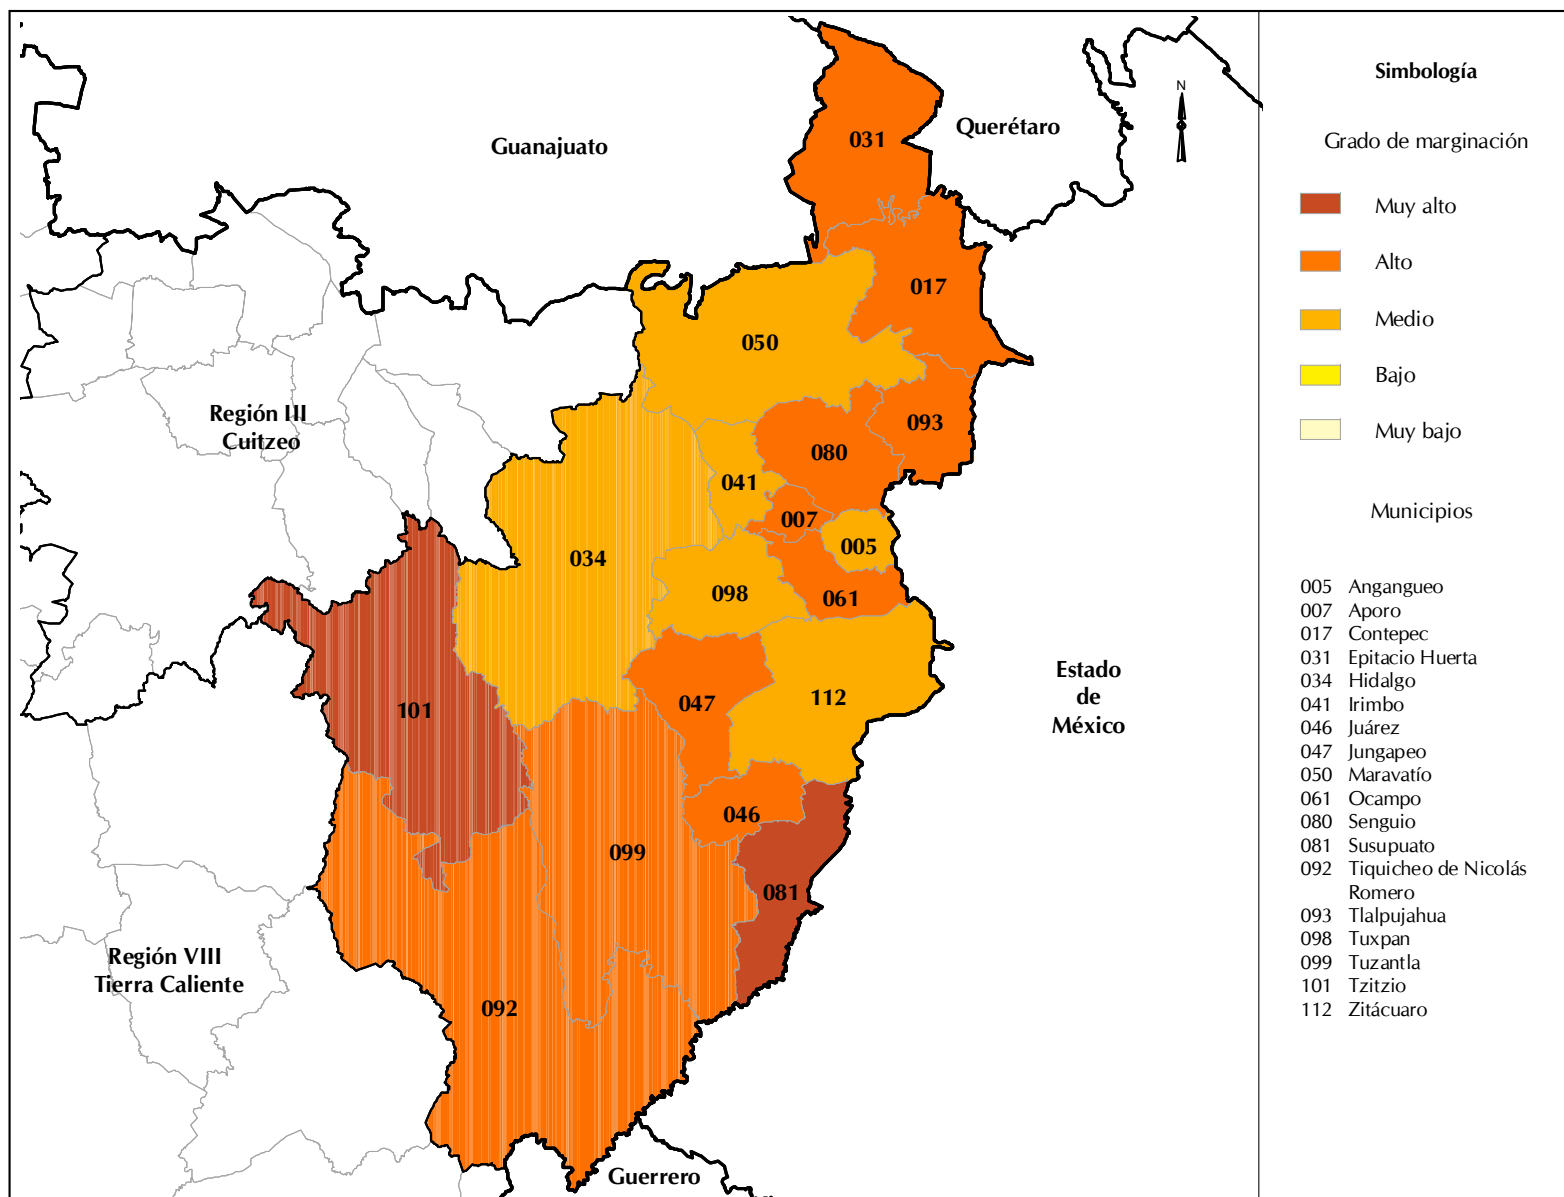 Guanajuato
Querétaro
N
031
017
050
Región III
Cuitzeo
093
080
041
007
005
034
098
061
Estado
de
México
047
112
101
046
099
081
Región VIII
Tierra Caliente
092
Guerrero
Simbología
Grado de marginación
Muy alto
Alto
Medio
Bajo
Muy bajo
Municipios
005 Angangueo
007 Aporo
017 Contepec
031 Epitacio Huerta
034 Hidalgo
041 Irimbo
046 Juárez
047 Jungapeo
050 Maravatío
061 Ocampo
080 Senguio
081 Susupuato
092 Tiquicheo de Nicolás
Romero
093 Tlalpujahua
098 Tuxpan
099 Tuzantla
101 Tzitzio
112 Zitácuaro